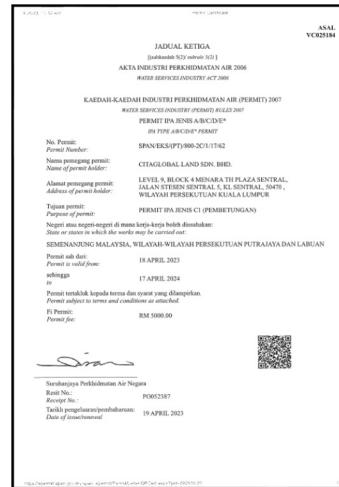 ASAL
VC025184
JADUAL KETIGA
[subkaedah 5(2)/ subrule 5(2) ]
AKTA INDUSTRI PERKHIDMATAN AIR 2006
WATER SERVICES INDUSTRY ACT 2006
KAEDAH-KAEDAH INDUSTRI PERKHIDMATAN AIR (PERMIT) 2007
WATER SERVICES INDUSTRY (PERMIT) RULES 2007
PERMIT IPA JENIS A/B/C/D/E*
IPA TYPE A/B/C/D/E* PERMIT
No. Permit:
Permit Number:
SPAN/EKS/(PT)/800-2C/1/17/62
Nama pemegang permit:
Name of permit holder:
CITAGLOBAL LAND SDN. BHD.
Alamat pemegang permit:
Address of permit holder:
LEVEL 9, BLOCK 4 MENARA TH PLAZA SENTRAL,
JALAN STESEN SENTRAL 5, KL SENTRAL, 50470 ,
WILAYAH PERSEKUTUAN KUALA LUMPUR
Tujuan permit:
Purpose of permit:
PERMIT IPA JENIS C1 (PEMBETUNGAN)
Negeri atau negeri-negeri di mana kerja-kerja boleh diusahakan:
State or states in which the works may be carried out:
SEMENANJUNG MALAYSIA, WILAYAH-WILAYAH PERSEKUTUAN PUTRAJAYA DAN LABUAN
Permit sah dari:
Permit is valid from:
18 APRIL 2023
sehingga
to
17 APRIL 2024
Permit tertakluk kepada terma dan syarat yang dilampirkan.
Permit subject to terms and conditions as attached.
Fi Permit:
Permit fee:
RM 5000.00
Suruhanjaya Perkhidmatan Air Negara
Resit No.:
Receipt No.:
PO052387
Tarikh pengeluaran/pembaharuan:
Date of issue/renewal
19 APRIL 2023